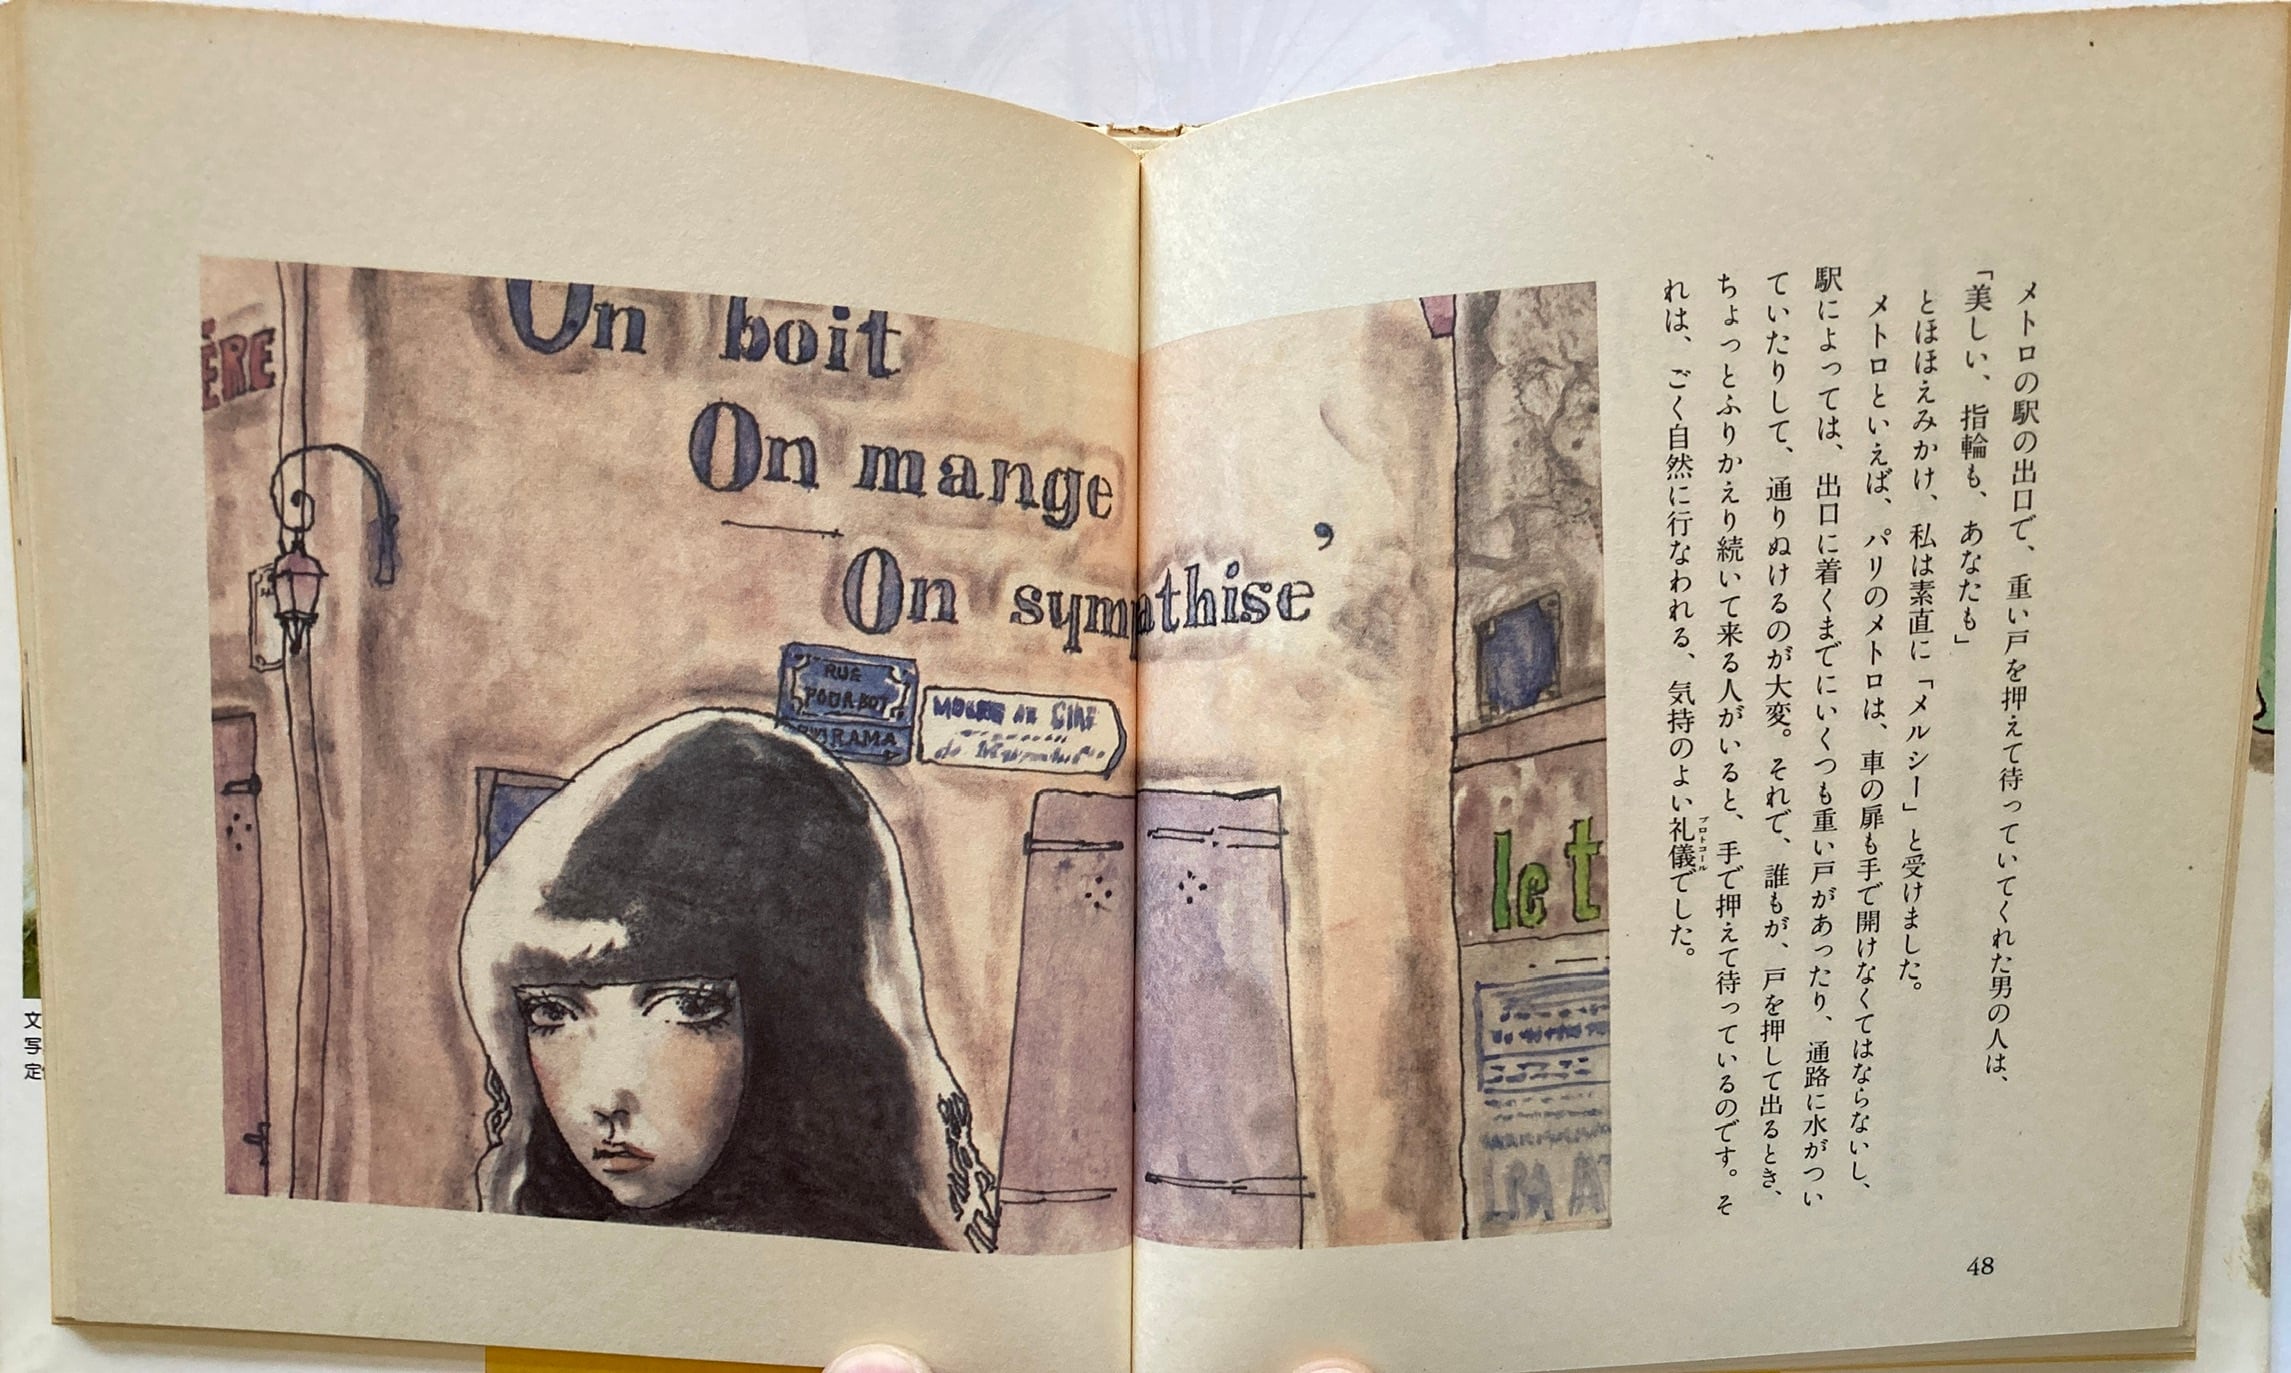 メトロの駅の出口で、重い戸を押えて待っていてくれた男の人は、
「美しい、指輪も、あなたも」
とほほえみかけ、私は素直に「メルシー」と受けました。
メトロといえば、パリのメトロは、車の扉も手で開けなくてはならないし、
駅によっては、出口に着くまでにいくつも重い戸があったり、通路に水がつい
ていたりして、通りぬけるのが大変。それで、誰もが、戸を押して出るとき、
ちょっとふりかえり続いて来る人がいると、手で押えて待っているのです。そ
れは、ごく自然に行なわれる、気持のよい礼儀でした。
プロトコール
48
ÈRE
On boit
On mange
,
On sympathise
RUE
POULBOT
RAMA
de
let
文
写
定